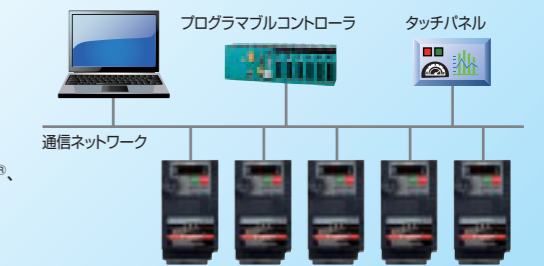 プログラマブルコントローラ
タッチパネル
通信ネットワーク
®、